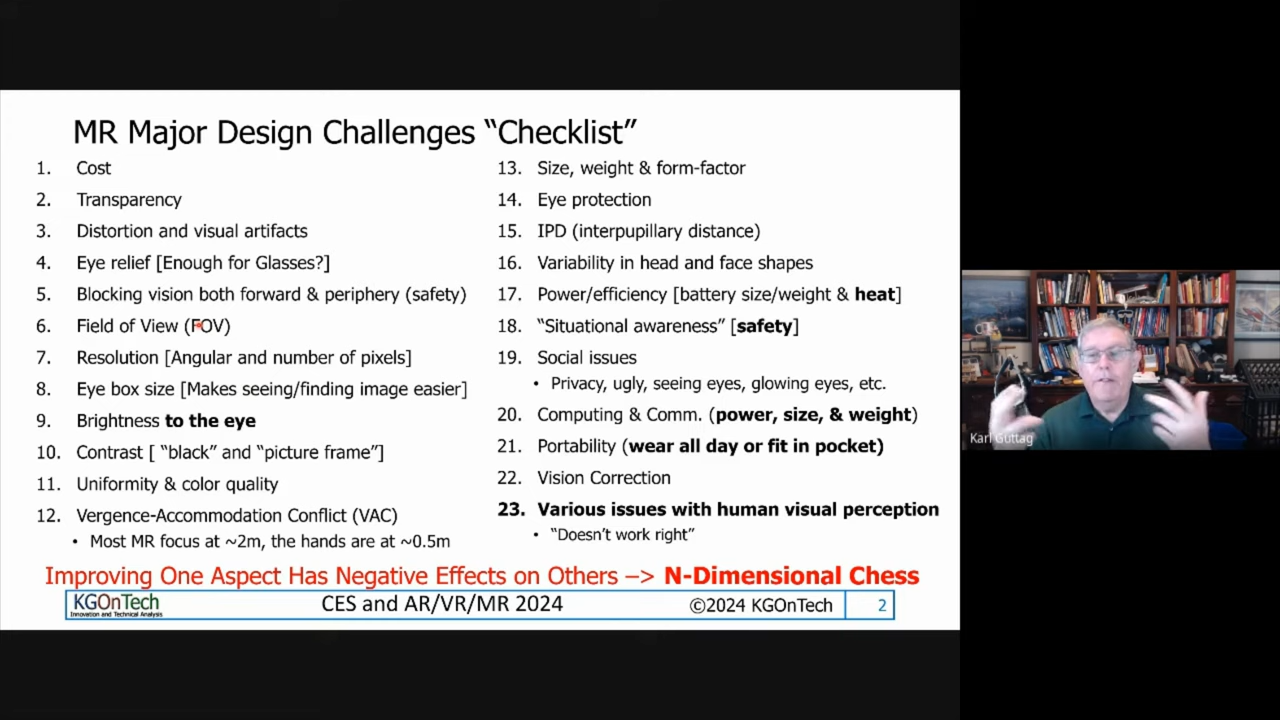 MR Major Design Challenges “Checklist”
1. Cost
2. Transparency
3. Distortion and visual artifacts
4. Eye relief [Enough for Glasses?]
5. Blocking vision both forward & periphery (safety)
6. Field of View (FOV)
7. Resolution [Angular and number of pixels]
8. Eye box size [Makes seeing/finding image easier]
9. Brightness to the eye
10. Contrast [ “black” and “picture frame”]
11. Uniformity & color quality
12. Vergence-Accommodation Conflict (VAC)
• Most MR focus at ~2m, the hands are at ~0.5m
13. Size, weight & form-factor
14. Eye protection
15. IPD (interpupillary distance)
16. Variability in head and face shapes
17. Power/efficiency [battery size/weight & heat]
18. “Situational awareness” [safety]
19. Social issues
• Privacy, ugly, seeing eyes, glowing eyes, etc.
20. Computing & Comm. (power, size, & weight)
21. Portability (wear all day or fit in pocket)
22. Vision Correction
23. Various issues with human visual perception
• “Doesn’t work right”
Improving One Aspect Has Negative Effects on Others –> N-Dimensional Chess
KGOnTech
Innovation and Technical Analysis
CES and AR/VR/MR 2024
©2024 KGOnTech
2
Karl Guttag